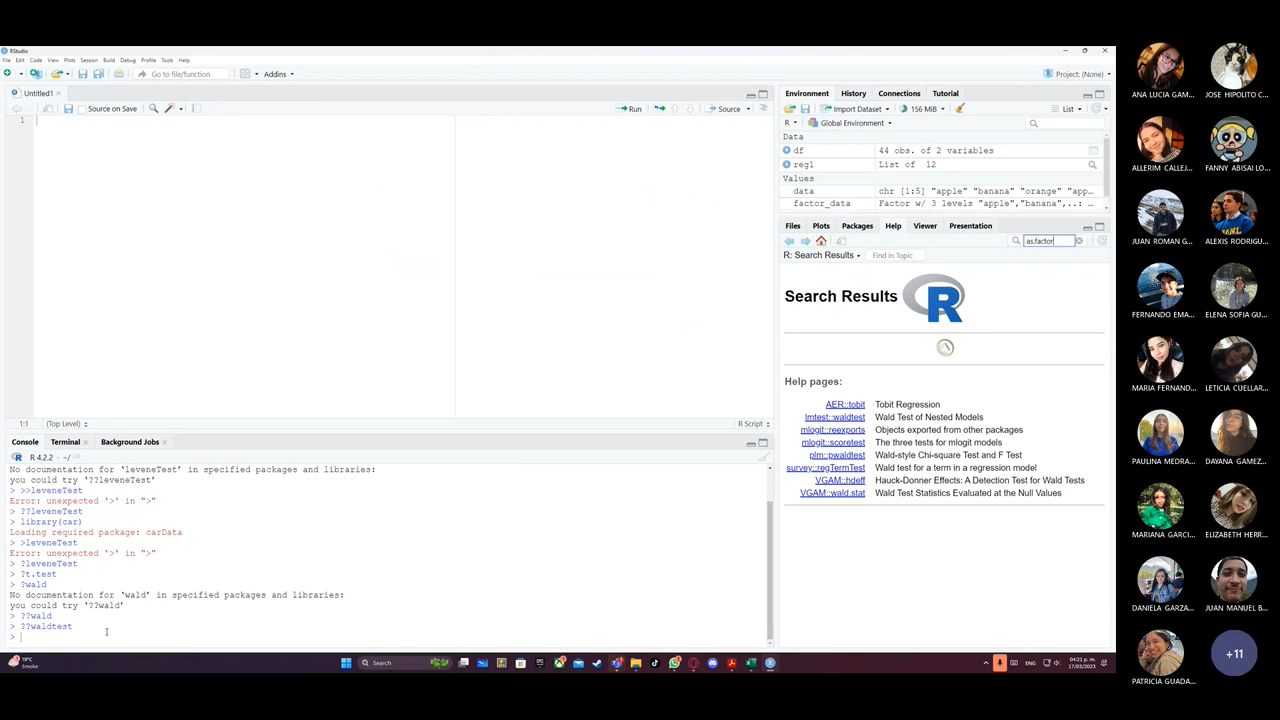 RStudio
File Edit Code View Plots Session Build Debug Profile Tools Help
Go to file/function
Addins
Project: (None)
Untitled1
Source on Save
Run
Source
1
1:1
(Top Level)
R Script
Console Terminal Background Jobs
R 4.2.2 · ~/
No documentation for ‘leveneTest’ in specified packages and libraries:
you could try ‘??leveneTest’
> >>leveneTest
Error: unexpected '>' in ">"
> ??leveneTest
> library(car)
Loading required package: carData
> >leveneTest
Error: unexpected '>' in ">"
> ?leveneTest
> ?t.test
> ?wald
No documentation for ‘wald’ in specified packages and libraries:
you could try ‘??wald’
> ??wald
> ??waldtest
>
Environment History Connections Tutorial
Import Dataset
156 MiB
List
R
Global Environment
Data
df 44 obs. of 2 variables
reg1 List of 12
Values
data chr [1:5] "apple" "banana" "orange" "app…
factor_data Factor w/ 3 levels "apple","banana",..: …
Files Plots Packages Help Viewer Presentation
as.factor
R: Search Results
Find in Topic
Search Results
R
Help pages:
AER::tobit Tobit Regression
lmtest::waldtest Wald Test of Nested Models
mlogit::reexports Objects exported from other packages
mlogit::scoretest The three tests for mlogit models
plm::pwaldtest Wald-style Chi-square Test and F Test
survey::regTermTest Wald test for a term in a regression model
VGAM::hdeff Hauck-Donner Effects: A Detection Test for Wald Tests
VGAM::wald.stat Wald Test Statistics Evaluated at the Null Values
19°C
Smoke
Search
ENG
04:21 p. m.
17/03/2023
ANA LUCIA GAM...
JOSE HIPOLITO C...
ALLERIM CALLEJ...
FANNY ABISAI LO...
JUAN ROMAN G...
ALEXIS RODRIGU...
FERNANDO EMA...
ELENA SOFIA GU...
MARIA FERNAND...
LETICIA CUELLAR...
PAULINA MEDRA...
DAYANA GAMEZ...
MARIANA GARCI...
ELIZABETH HERR...
DANIELA GARZA...
JUAN MANUEL B...
PATRICIA GUADA...
+11